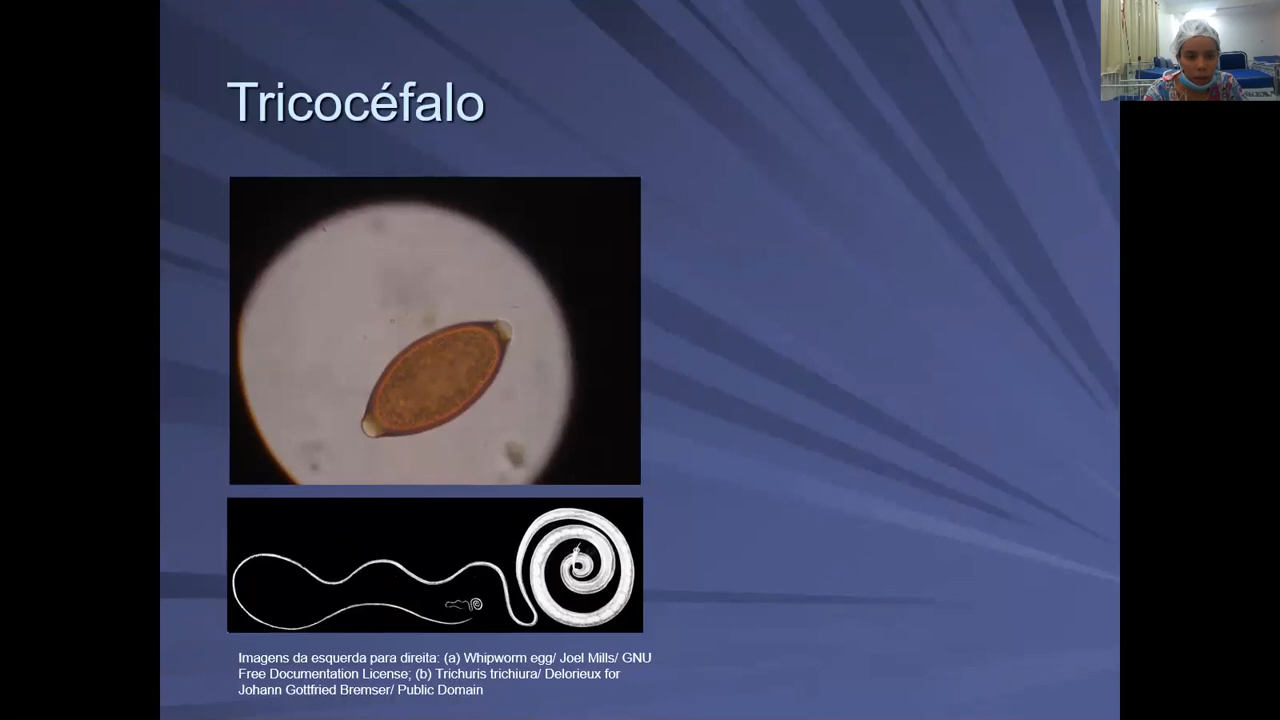 Tricocéfalo
Imagens da esquerda para direita: (a) Whipworm egg/ Joel Mills/ GNU
Free Documentation License; (b) Trichuris trichiura/ Delorieux for
Johann Gottfried Bremser/ Public Domain